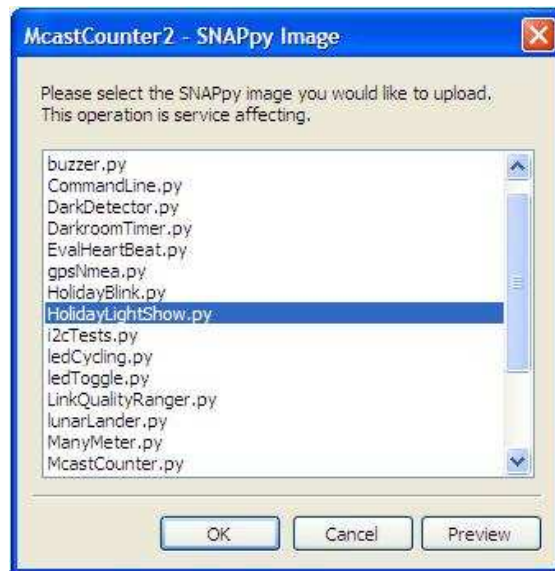 McastCounter2 - SNAPpy Image
Please select the SNAPpy image you would like to upload.
This operation is service affecting.
buzzer.py
CommandLine.py
DarkDetector.py
DarkroomTimer.py
EvalHeartBeat.py
gpsNmea.py
HolidayBlink.py
HolidayLightShow.py
i2cTests.py
ledCycling.py
ledToggle.py
LinkQualityRanger.py
lunarLander.py
ManyMeter.py
McastCounter.py
OK
Cancel
Preview